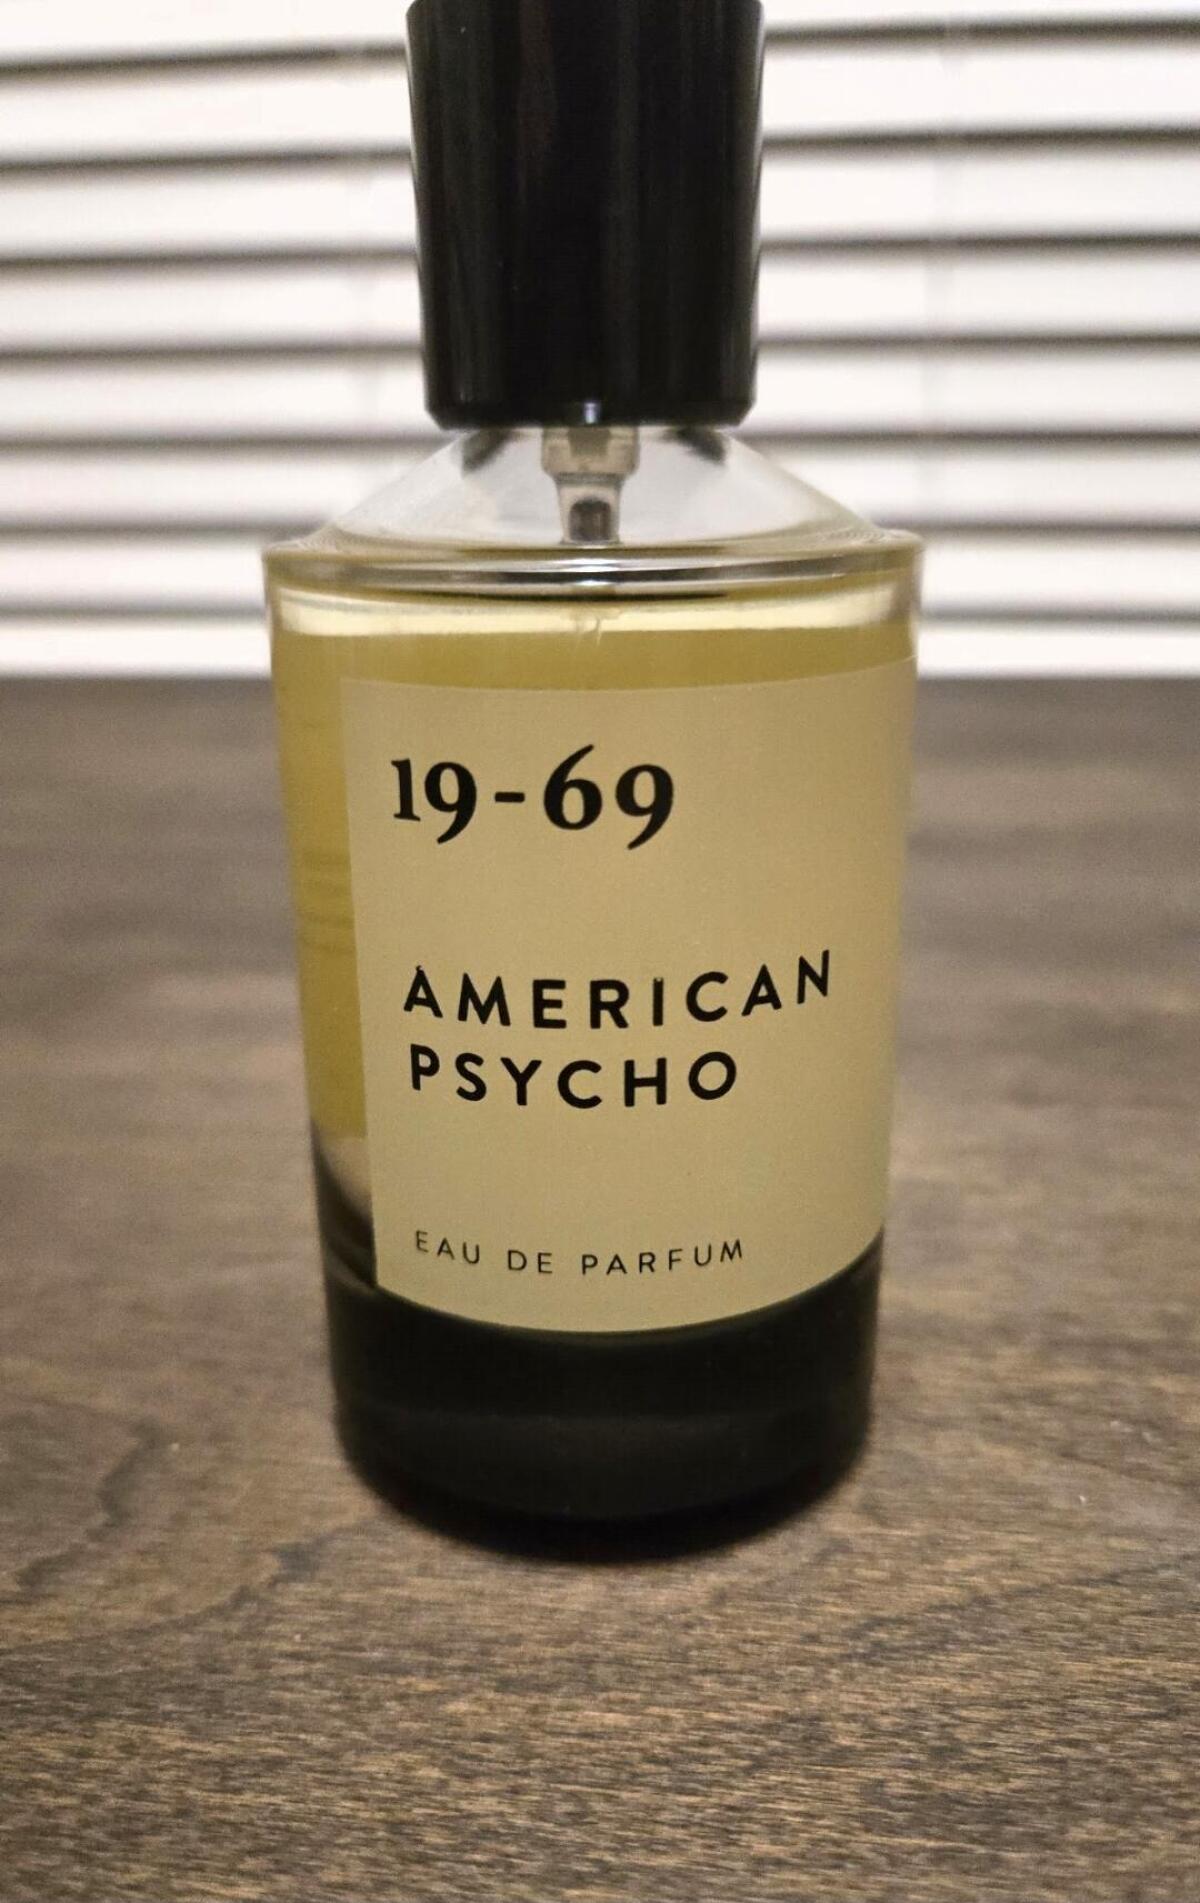 19-69
AMERICAN
PSYCHO
EAU DE PARFUM